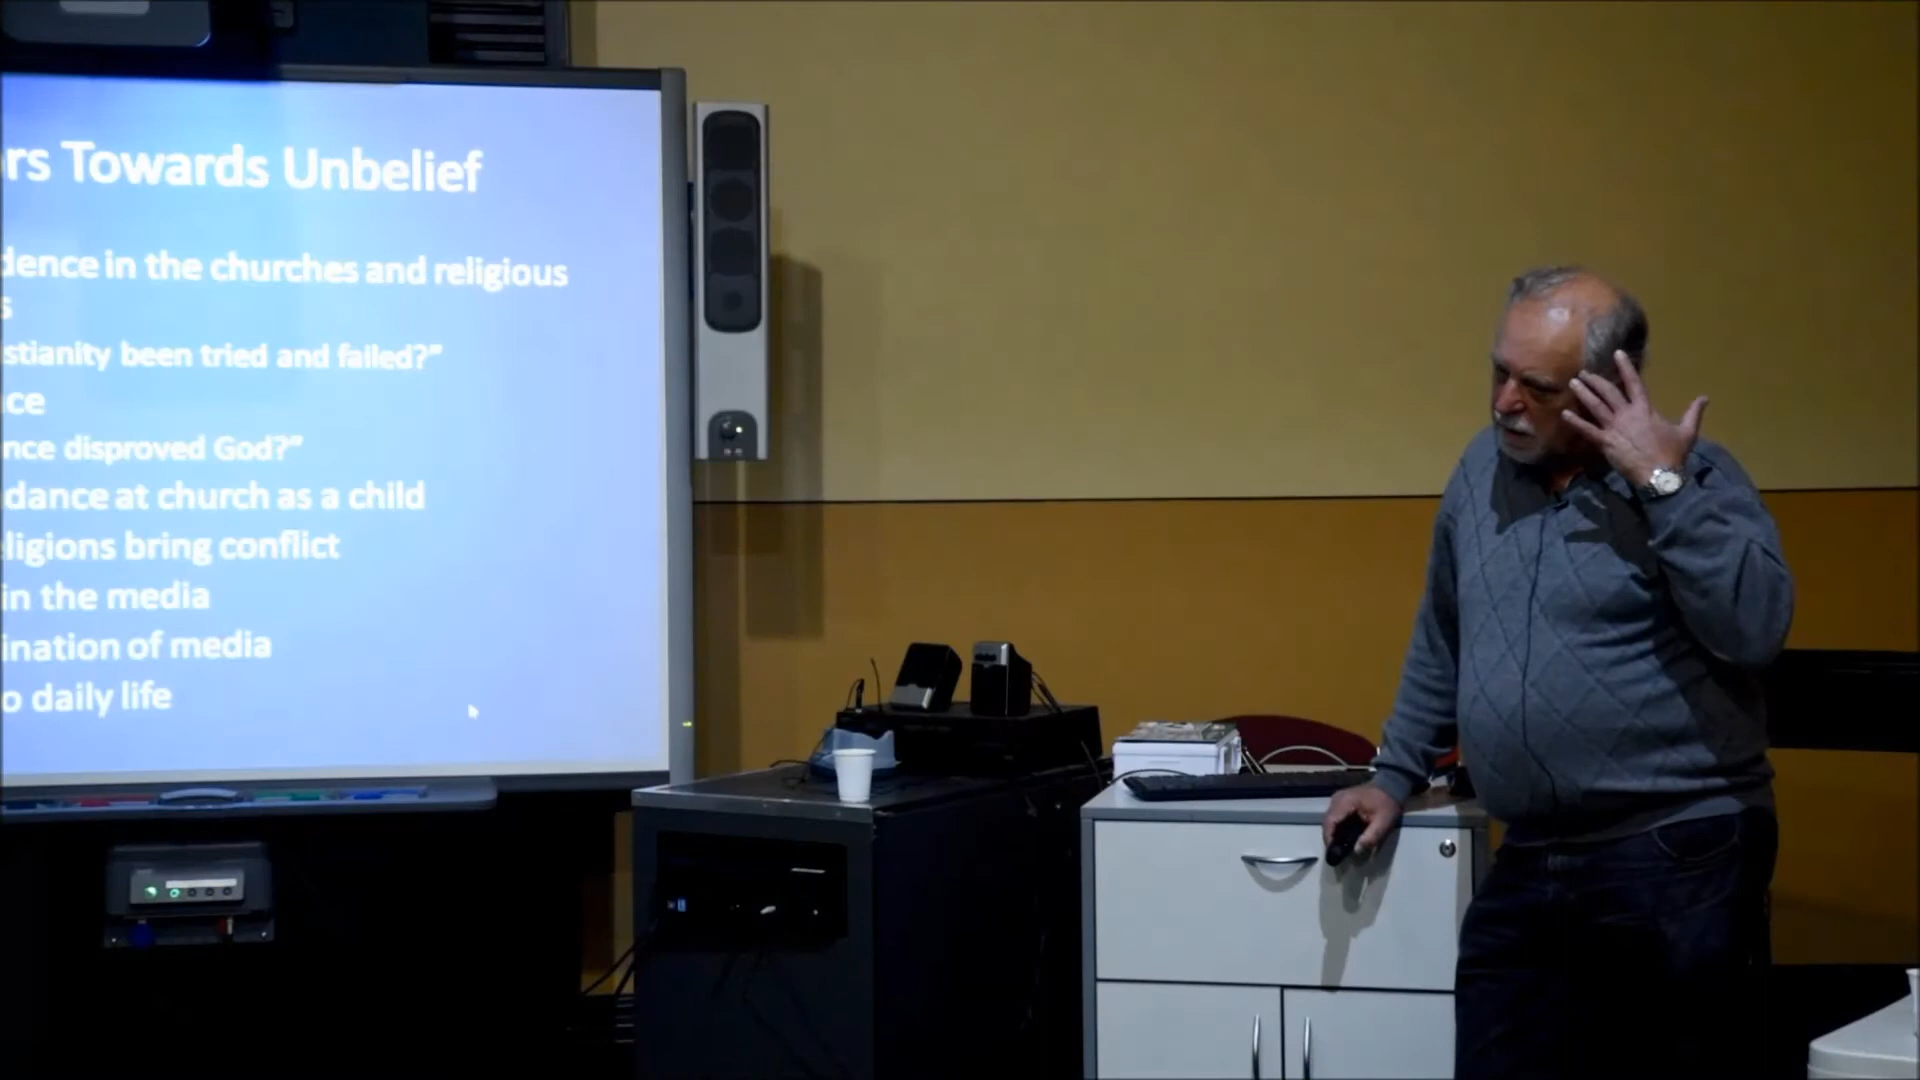 rs Towards Unbelief
dence in the churches and religious
s
stianity been tried and failed?”
ce
nce disproved God?”
dance at church as a child
ligions bring conflict
in the media
ination of media
o daily life